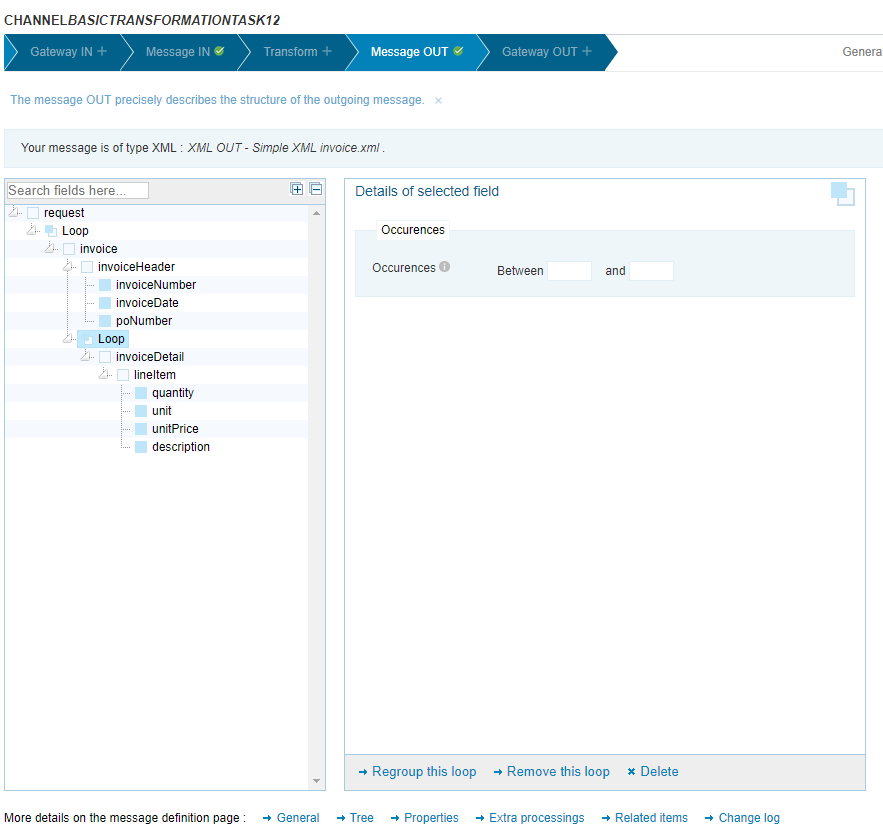 CHANNELBASICTRANSFORMATIONTASK12
Gateway IN + Message IN Transform + Message OUT Gateway OUT + Genera
The message OUT precisely describes the structure of the outgoing message. ×
Your message is of type XML : XML OUT - Simple XML invoice.xml .
Search fields here...
request
Loop
invoice
invoiceHeader
invoiceNumber
invoiceDate
poNumber
Loop
invoiceDetail
lineItem
quantity
unit
unitPrice
description
Details of selected field
Occurences
Occurences Between and
Regroup this loop Remove this loop Delete
More details on the message definition page : General Tree Properties Extra processings Related items Change log